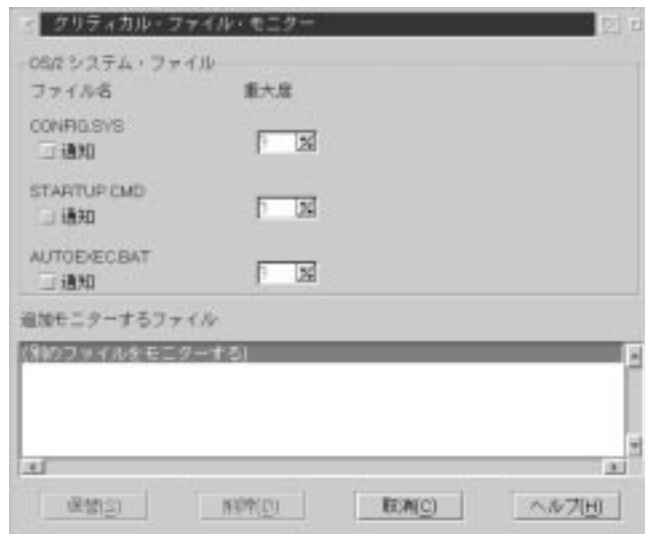 クリティカル・ファイル・モニター
OS/2 システム・ファイル
ファイル名 重大度
CONFIG.SYS
通知
STARTUP.CMD
通知
AUTOEXEC.BAT
通知
追加モニターするファイル
(別のファイルをモニターする)
保管(S) 削除(D) 取消(C) ヘルプ(H)